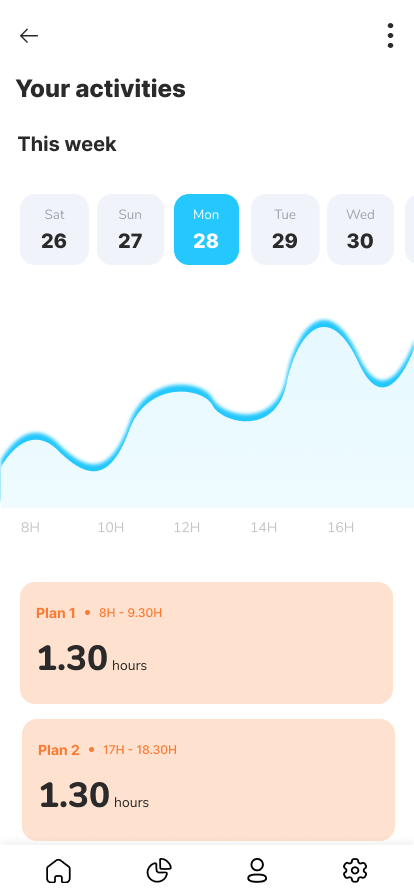 Your activities
This week
Sat Sun Mon Tue Wed
26 27 28 29 30
8H 10H 12H 14H 16H
Plan 1 • 8H - 9.30H
1.30 hours
Plan 2 • 17H - 18.30H
1.30 hours